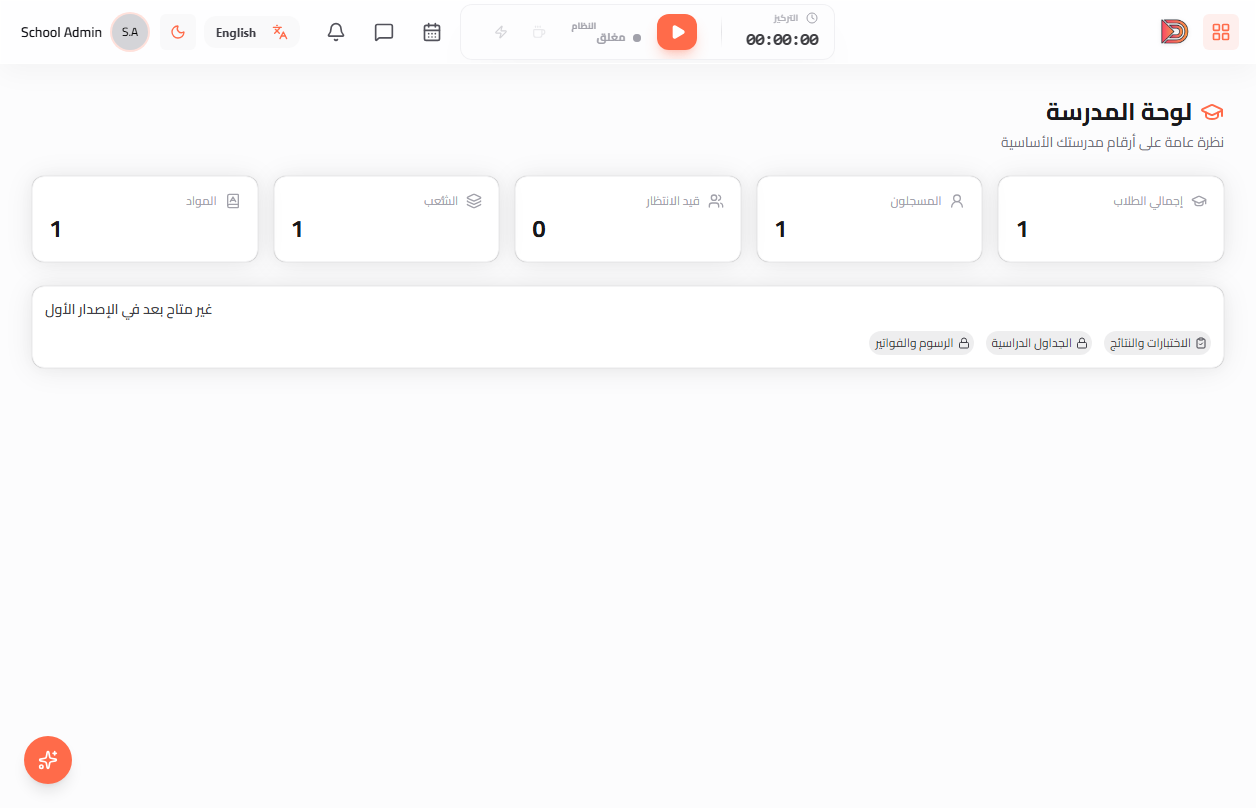 التركيز
00:00:00
النظام
مغلق
English
S.A
School Admin
لوحة المدرسة
نظرة عامة على أرقام مدرستك الأساسية
إجمالي الطلاب
1
المسجلون
1
قيد الانتظار
0
الشُعب
1
المواد
1
غير متاح بعد في الإصدار الأول
الاختبارات والنتائج
الجداول الدراسية
الرسوم والفواتير